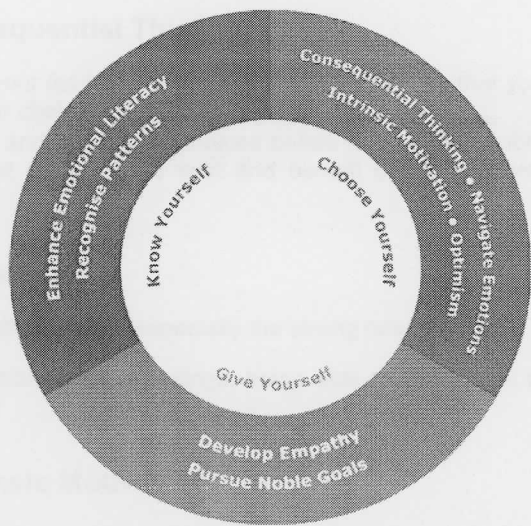 Enhance Emotional Literacy
Recognise Patterns
Know Yourself
Consequential Thinking • Navigate Emotions
Intrinsic Motivation • Optimism
Choose Yourself
Give Yourself
Develop Empathy
Pursue Noble Goals